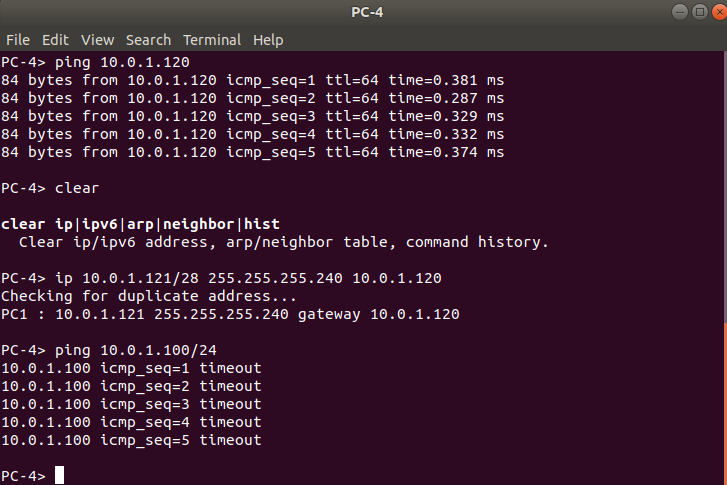 PC-4
File Edit View Search Terminal Help
PC-4> ping 10.0.1.120
84 bytes from 10.0.1.120 icmp_seq=1 ttl=64 time=0.381 ms
84 bytes from 10.0.1.120 icmp_seq=2 ttl=64 time=0.287 ms
84 bytes from 10.0.1.120 icmp_seq=3 ttl=64 time=0.329 ms
84 bytes from 10.0.1.120 icmp_seq=4 ttl=64 time=0.332 ms
84 bytes from 10.0.1.120 icmp_seq=5 ttl=64 time=0.374 ms
PC-4> clear
clear ip|ipv6|arp|neighbor|hist
Clear ip/ipv6 address, arp/neighbor table, command history.
PC-4> ip 10.0.1.121/28 255.255.255.240 10.0.1.120
Checking for duplicate address...
PC1 : 10.0.1.121 255.255.255.240 gateway 10.0.1.120
PC-4> ping 10.0.1.100/24
10.0.1.100 icmp_seq=1 timeout
10.0.1.100 icmp_seq=2 timeout
10.0.1.100 icmp_seq=3 timeout
10.0.1.100 icmp_seq=4 timeout
10.0.1.100 icmp_seq=5 timeout
PC-4>